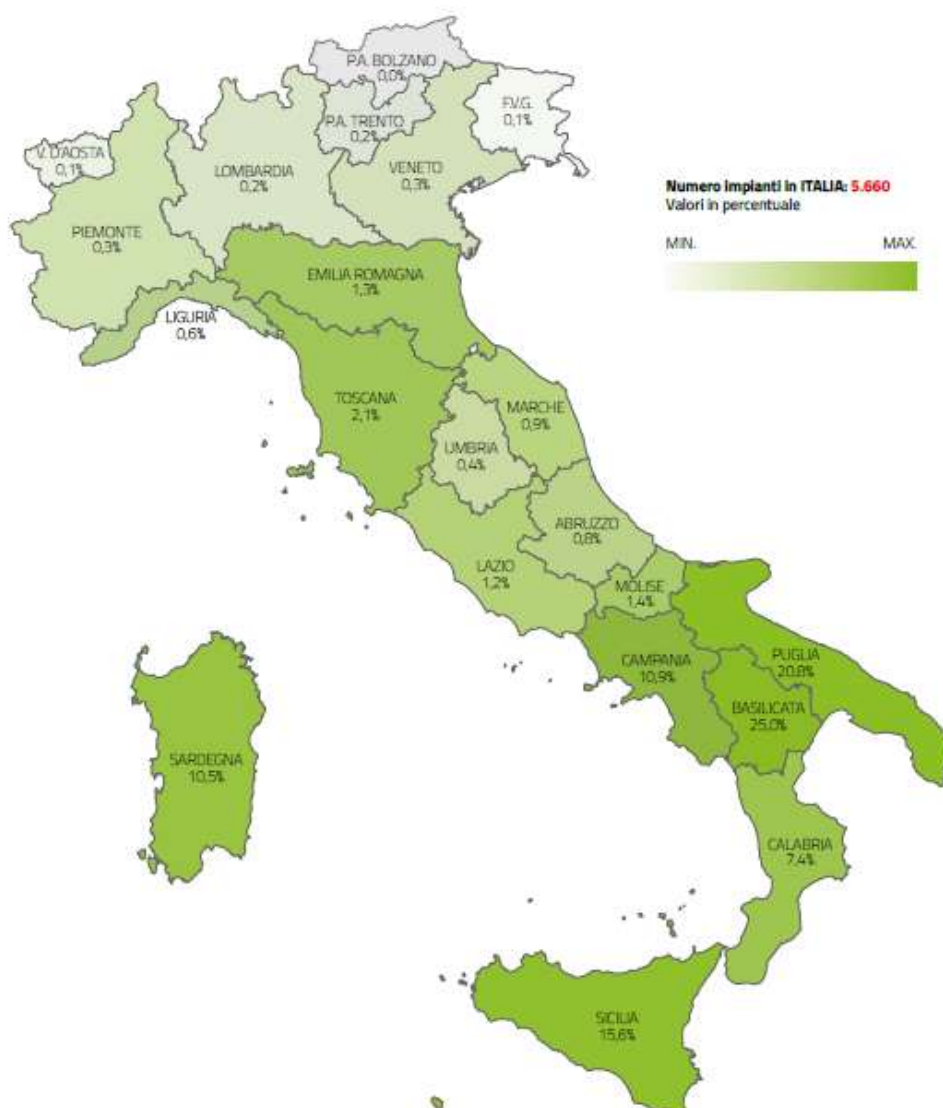 P.A. BOLZANO
0,0%
P.A. TRENTO
0,2%
F.V.G.
0,1%
V. D'AOSTA
0,1%
LOMBARDIA
0,2%
VENETO
0,3%
Numero impianti in ITALIA: 5.660
Valori in percentuale
MIN. MAX.
PIEMONTE
0,3%
EMILIA ROMAGNA
1,3%
LIGURIA
0,6%
TOSCANA
2,1%
MARCHE
0,9%
UMBRIA
0,4%
ABRUZZO
0,8%
LAZIO
1,2%
MOLISE
1,4%
CAMPANIA
10,9%
PUGLIA
20,8%
BASILICATA
25,0%
SARDEGNA
10,5%
CALABRIA
7,4%
SICILIA
15,6%